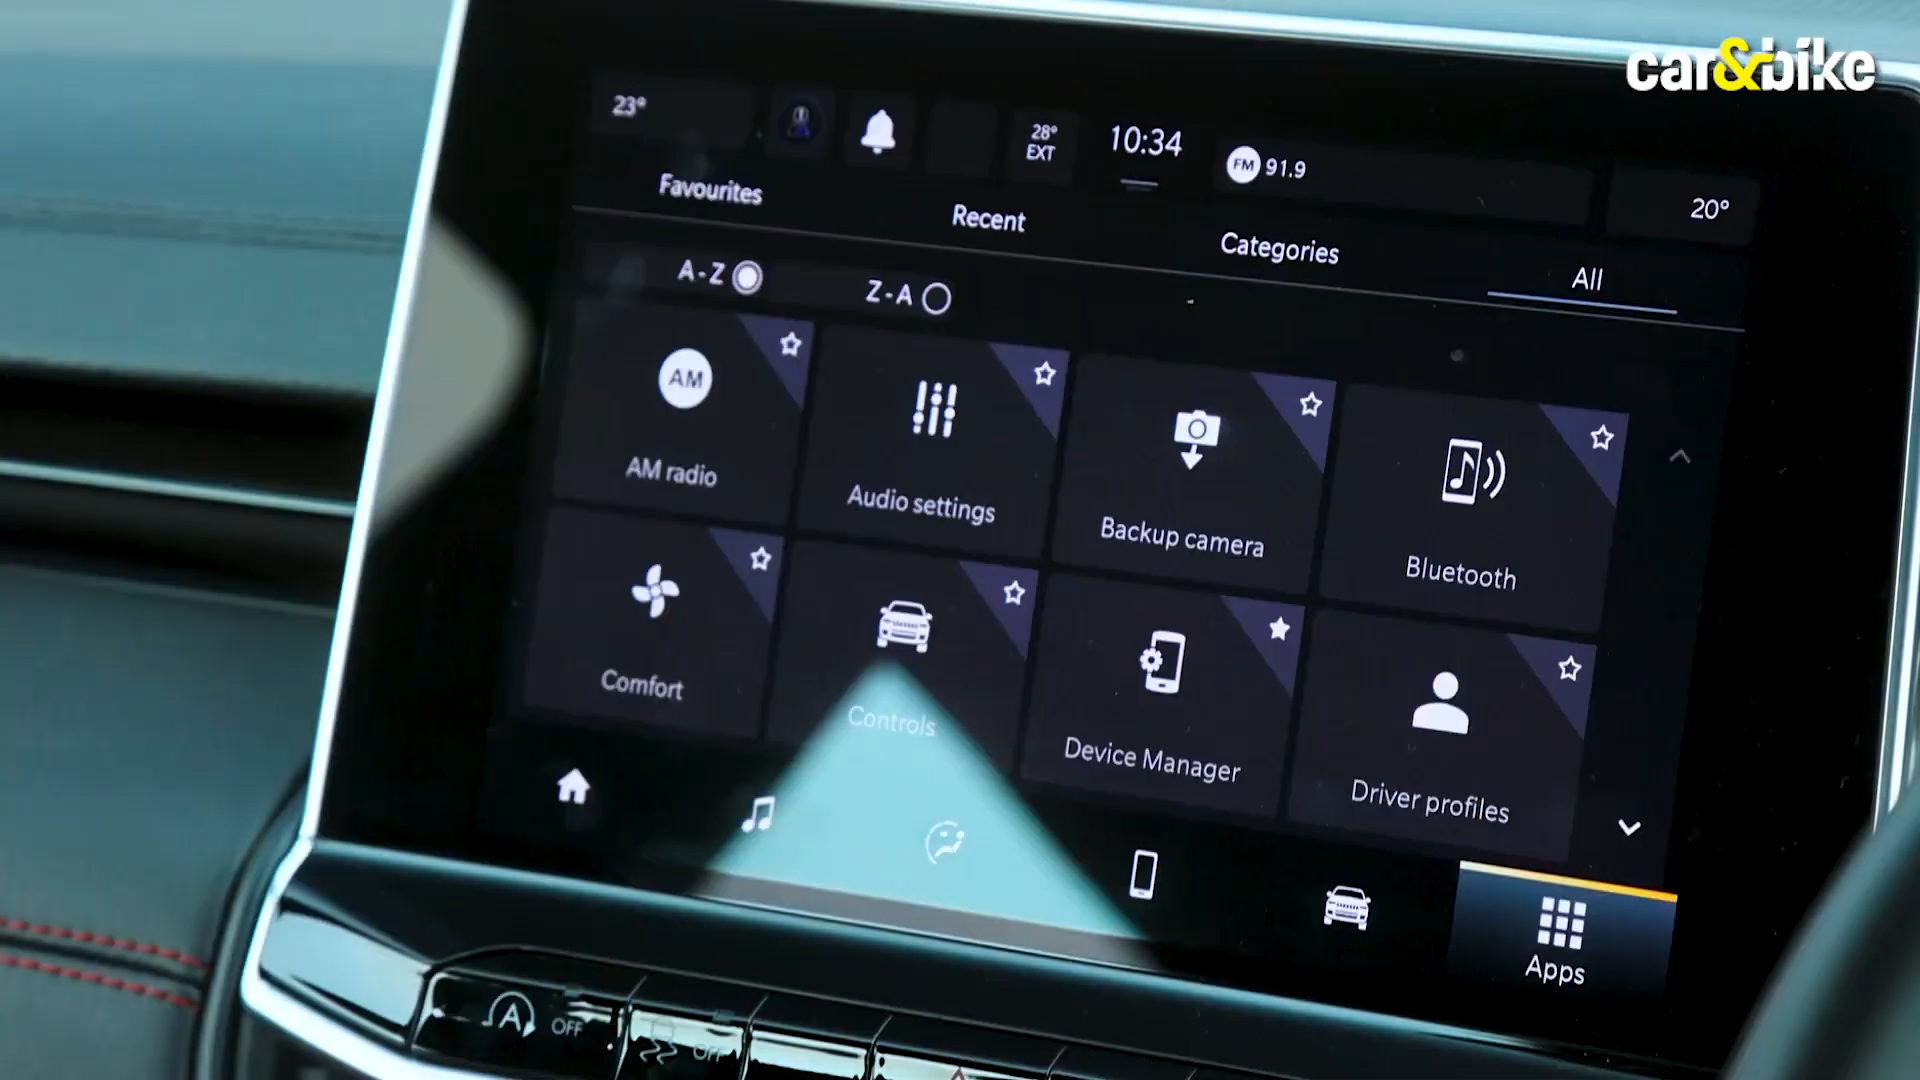 car&bike
23°
28°
EXT
10:34
FM 91.9
20°
Favourites
Recent
Categories
All
A-Z
Z-A
AM
AM radio
Audio settings
Backup camera
Bluetooth
Comfort
Controls
Device Manager
Driver profiles
Apps
A OFF
OFF